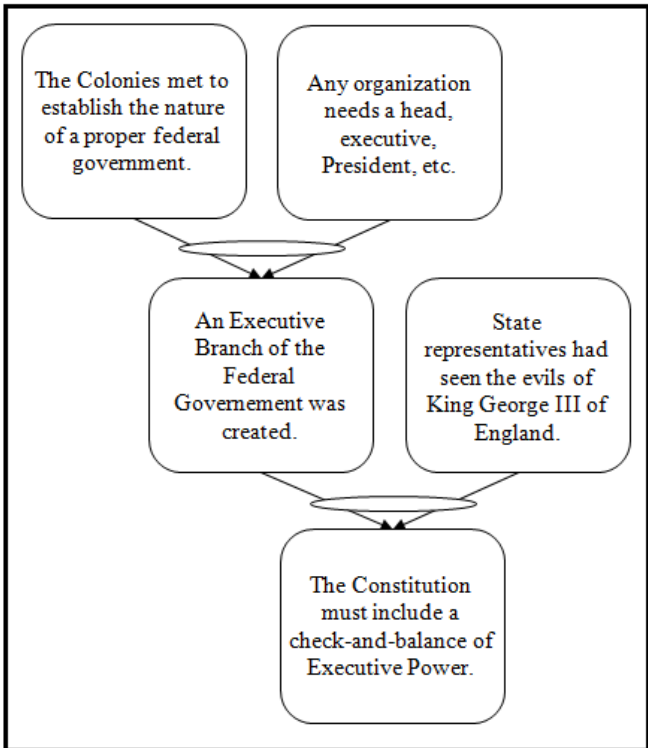 The Colonies met to
establish the nature
of a proper federal
government.
Any organization
needs a head,
executive,
President, etc.
An Executive
Branch of the
Federal
Governement was
created.
State
representatives had
seen the evils of
King George III of
England.
The Constitution
must include a
check-and-balance of
Executive Power.